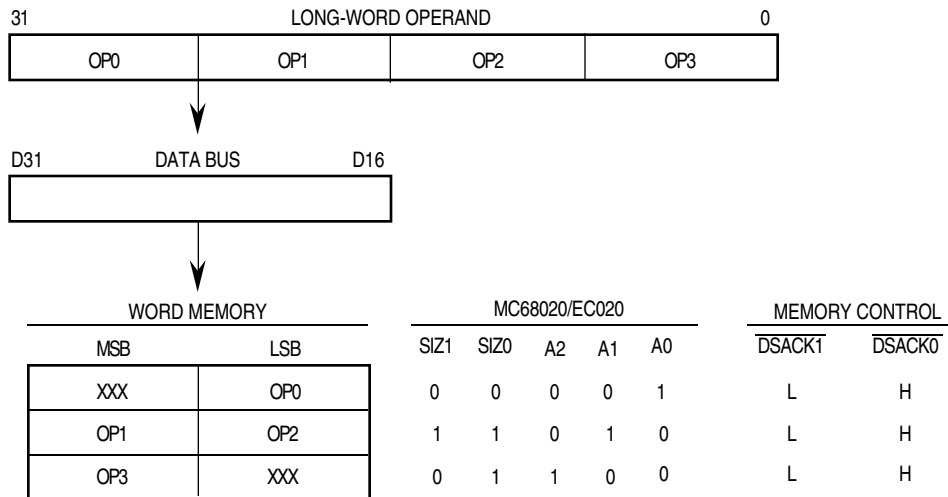 31 LONG-WORD OPERAND 0
OP0 OP1 OP2 OP3
D31 DATA BUS D16
WORD MEMORY MC68020/EC020 MEMORY CONTROL
MSB LSB SIZ1 SIZ0 A2 A1 A0 DSACK1 DSACK0
XXX OP0 0 0 0 0 1 L H
OP1 OP2 1 1 0 1 0 L H
OP3 XXX 0 1 1 0 0 L H